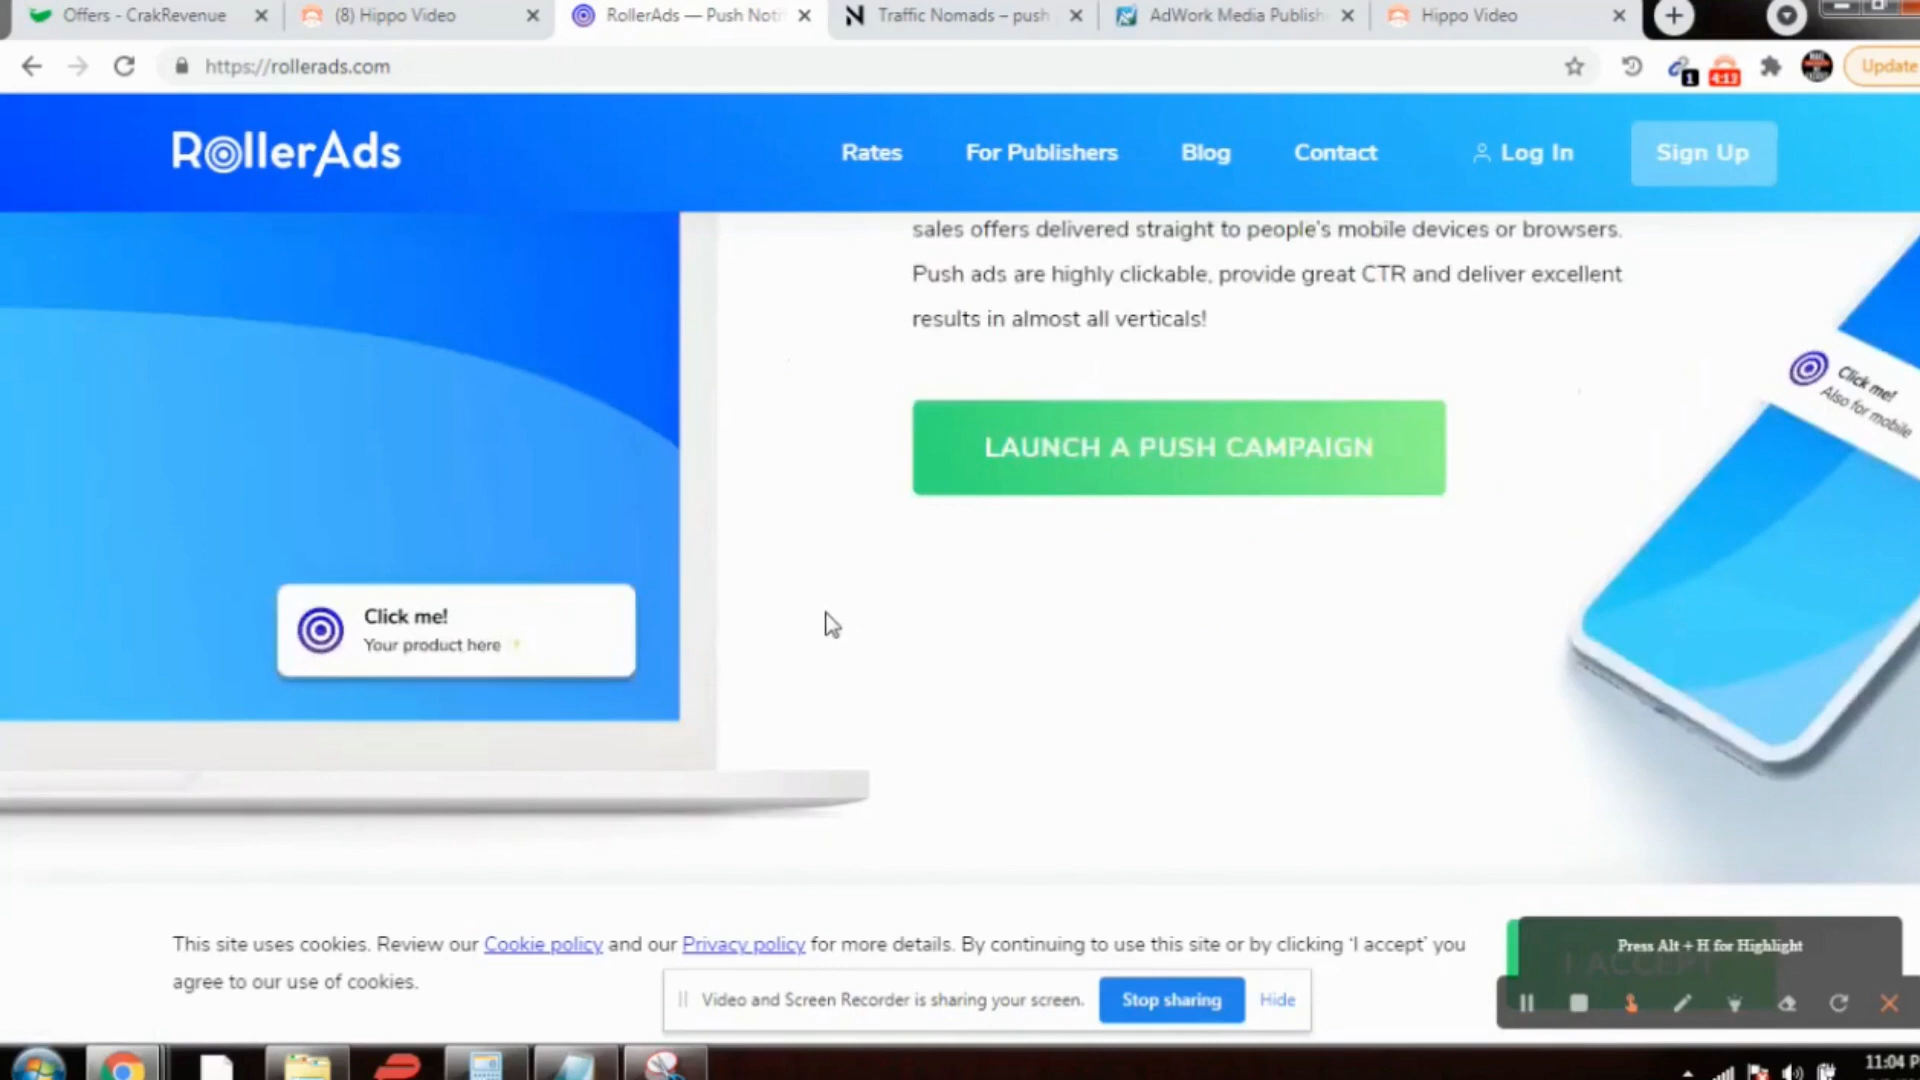 Offers - CrakRevenue
(8) Hippo Video
RollerAds — Push Noti
Traffic Nomads – push
AdWork Media Publish
Hippo Video
https://rollerads.com
1
4:13
Update
RollerAds
Rates
For Publishers
Blog
Contact
Log In
Sign Up
sales offers delivered straight to people's mobile devices or browsers.
Push ads are highly clickable, provide great CTR and deliver excellent
results in almost all verticals!
LAUNCH A PUSH CAMPAIGN
Click me!
Also for mobile
Click me!
Your product here
This site uses cookies. Review our Cookie policy and our Privacy policy for more details. By continuing to use this site or by clicking 'I accept' you
agree to our use of cookies.
I ACCEPT
Press Alt + H for Highlight
Video and Screen Recorder is sharing your screen.
Stop sharing
Hide
11:04 P